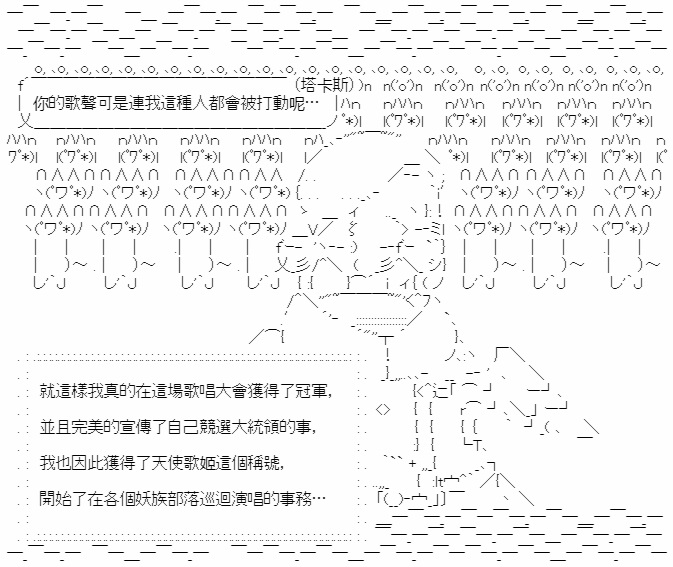 (塔卡斯)
你的歌聲可是連我這種人都會被打動呢…
就這樣我真的在這場歌唱大會獲得了冠軍，
並且完美的宣傳了自己競選大統領的事，
我也因此獲得了天使歌姬這個稱號，
開始了在各個妖族部落巡迴演唱的事務…